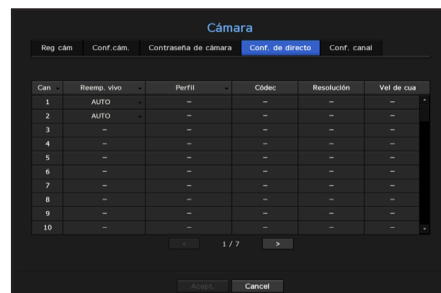 Cámara
Reg cám Conf.cám. Contraseña de cámara Conf. de directo Conf. canal
Can Reemp. vivo Perfil Códec Resolución Vel de cua
1 AUTO – – – –
2 AUTO – – – –
3 – – – – –
4 – – – – –
5 – – – – –
6 – – – – –
7 – – – – –
8 – – – – –
9 – – – – –
10 – – – – –
< 1 / 7 >
Acept. Cancel